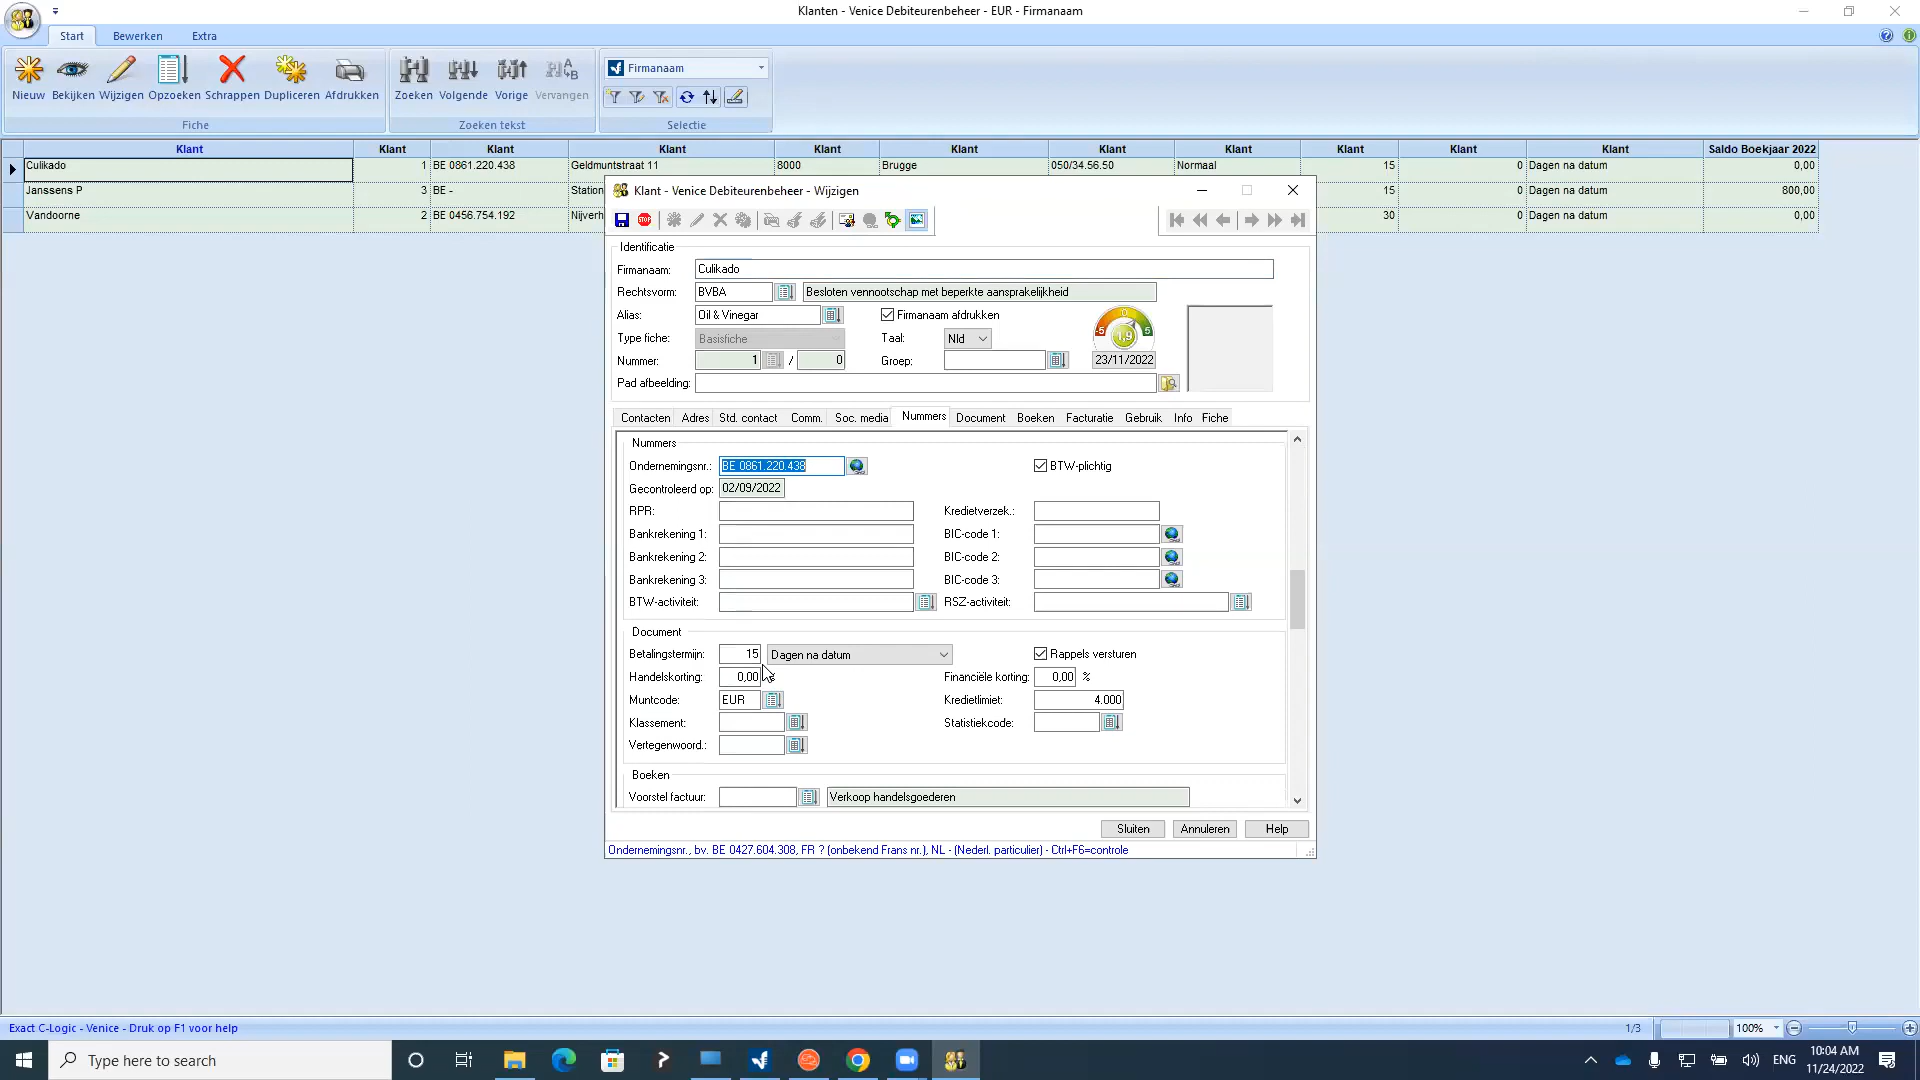 Klanten - Venice Debiteurenbeheer - EUR - Firmanaam
Start Bewerken Extra
Nieuw Bekijken Wijzigen Opzoeken Schrappen Dupliceren Afdrukken Zoeken Volgende Vorige Vervangen Firmanaam
Fiche Zoeken tekst Selectie
Klant Klant Klant Klant Klant Klant Klant Klant Klant Klant Klant Saldo Boekjaar 2022
Culikado 1 BE 0861.220.438 Geldmuntstraat 11 8000 Brugge 050/34.56.50 Normaal 15 0 Dagen na datum 0,00
Janssens P 3 BE - Station 15 0 Dagen na datum 800,00
Vandoorne 2 BE 0456.754.192 Nijverh 30 0 Dagen na datum 0,00
Klant - Venice Debiteurenbeheer - Wijzigen
STOP
Identificatie
Firmanaam: Culikado
Rechtsvorm: BVBA Besloten vennootschap met beperkte aansprakelijkheid
Alias: Oil & Vinegar Firmanaam afdrukken
-5 0 5 1,9
Type fiche: Basisfiche Taal: Nld
Nummer: 1 / 0 Groep: 23/11/2022
Pad afbeelding:
Contacten Adres Std. contact Comm. Soc. media Nummers Document Boeken Facturatie Gebruik Info Fiche
Nummers
Ondernemingsnr.: BE 0861.220.438 BTW-plichtig
Gecontroleerd op: 02/09/2022
RPR: Kredietverzek.:
Bankrekening 1: BIC-code 1:
Bankrekening 2: BIC-code 2:
Bankrekening 3: BIC-code 3:
BTW-activiteit: RSZ-activiteit:
Document
Betalingstermijn: 15 Dagen na datum Rappels versturen
Handelskorting: 0,00 Financiële korting: 0,00 %
Muntcode: EUR Kredietlimiet: 4.000
Klassement: Statistiekcode:
Vertegenwoord.:
Boeken
Voorstel factuur: Verkoop handelsgoederen
Sluiten Annuleren Help
Ondernemingsnr., bv. BE 0427.604.308, FR ? (onbekend Frans nr.), NL - (Nederl. particulier) - Ctrl+F6=controle
Exact C-Logic - Venice - Druk op F1 voor help 1/3 100%
Type here to search ENG 10:04 AM
11/24/2022